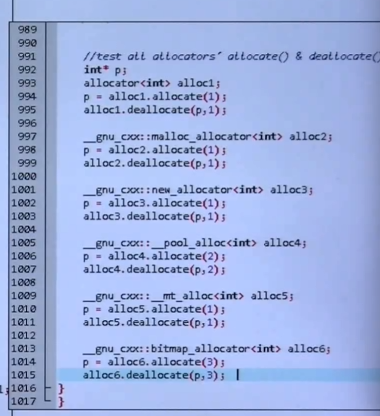 989
990
991 //test all allocators' allocate() & deallocate()
992 int* p;
993 allocator<int> alloc1;
994 p = alloc1.allocate(1);
995 alloc1.deallocate(p,1);
996
997 __gnu_cxx::malloc_allocator<int> alloc2;
998 p = alloc2.allocate(1);
999 alloc2.deallocate(p,1);
1000
1001 __gnu_cxx::new_allocator<int> alloc3;
1002 p = alloc3.allocate(1);
1003 alloc3.deallocate(p,1);
1004
1005 __gnu_cxx::__pool_alloc<int> alloc4;
1006 p = alloc4.allocate(2);
1007 alloc4.deallocate(p,2);
1008
1009 __gnu_cxx::__mt_alloc<int> alloc5;
1010 p = alloc5.allocate(1);
1011 alloc5.deallocate(p,1);
1012
1013 __gnu_cxx::bitmap_allocator<int> alloc6;
1014 p = alloc6.allocate(3);
1015 alloc6.deallocate(p,3);
1016 }
1017 }